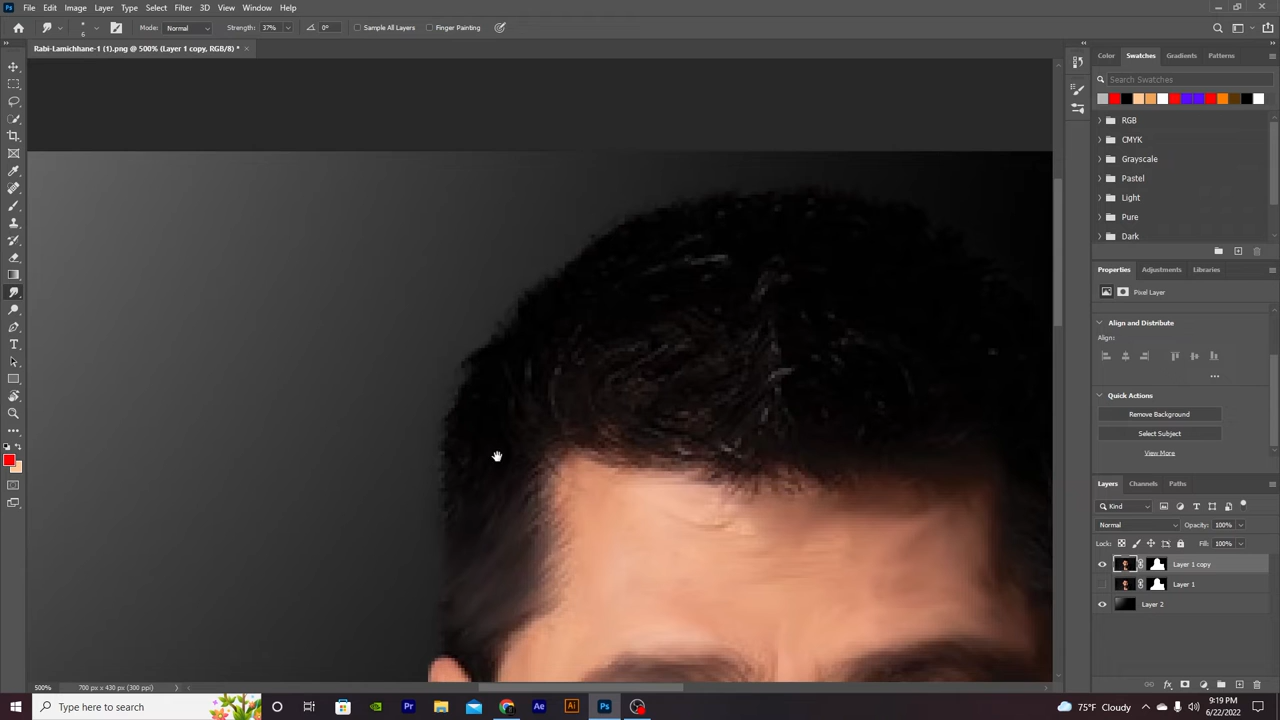 File Edit Image Layer Type Select Filter 3D View Window Help
6 Mode: Normal Strength: 37% 0° Sample All Layers Finger Painting
Rabi-Lamichhane-1 (1).png @ 500% (Layer 1 copy, RGB/8) *
Color Swatches Gradients Patterns
Search Swatches
RGB
CMYK
Grayscale
Pastel
Light
Pure
Dark
Properties Adjustments Libraries
Pixel Layer
Align and Distribute
Align:
Quick Actions
Remove Background
Select Subject
View More
Layers Channels Paths
Kind
Normal Opacity: 100%
Lock: Fill: 100%
Layer 1 copy
Layer 1
Layer 2
500% 700 px x 430 px (300 ppi)
Type here to search
Pr Ae Ai Ps
75°F Cloudy
9:19 PM
6/22/2022